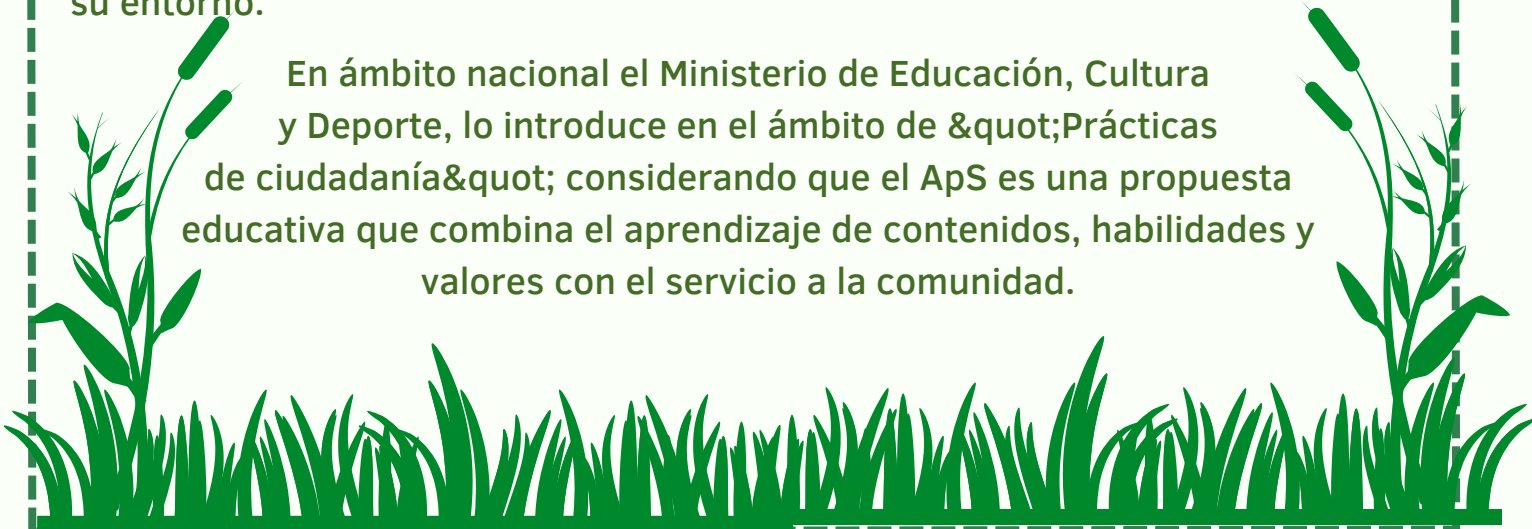 su entorno.
En ámbito nacional el Ministerio de Educación, Cultura
y Deporte, lo introduce en el ámbito de &quot;Prácticas
de ciudadanía&quot; considerando que el ApS es una propuesta
educativa que combina el aprendizaje de contenidos, habilidades y
valores con el servicio a la comunidad.